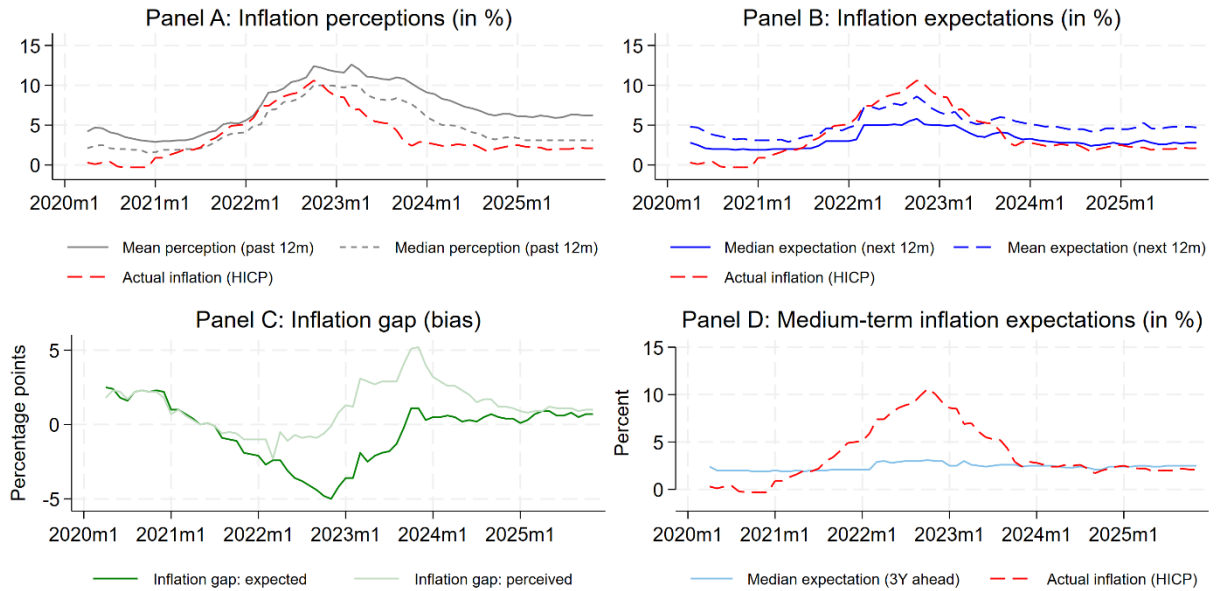 Panel A: Inflation perceptions (in %)
15
10
5
0
2020m1 2021m1 2022m1 2023m1 2024m1 2025m1
Mean perception (past 12m) Median perception (past 12m)
Actual inflation (HICP)
Panel B: Inflation expectations (in %)
15
10
5
0
2020m1 2021m1 2022m1 2023m1 2024m1 2025m1
Median expectation (next 12m) Mean expectation (next 12m)
Actual inflation (HICP)
Panel C: Inflation gap (bias)
Percentage points
5
0
-5
2020m1 2021m1 2022m1 2023m1 2024m1 2025m1
Inflation gap: expected Inflation gap: perceived
Panel D: Medium-term inflation expectations (in %)
Percent
15
10
5
0
2020m1 2021m1 2022m1 2023m1 2024m1 2025m1
Median expectation (3Y ahead) Actual inflation (HICP)